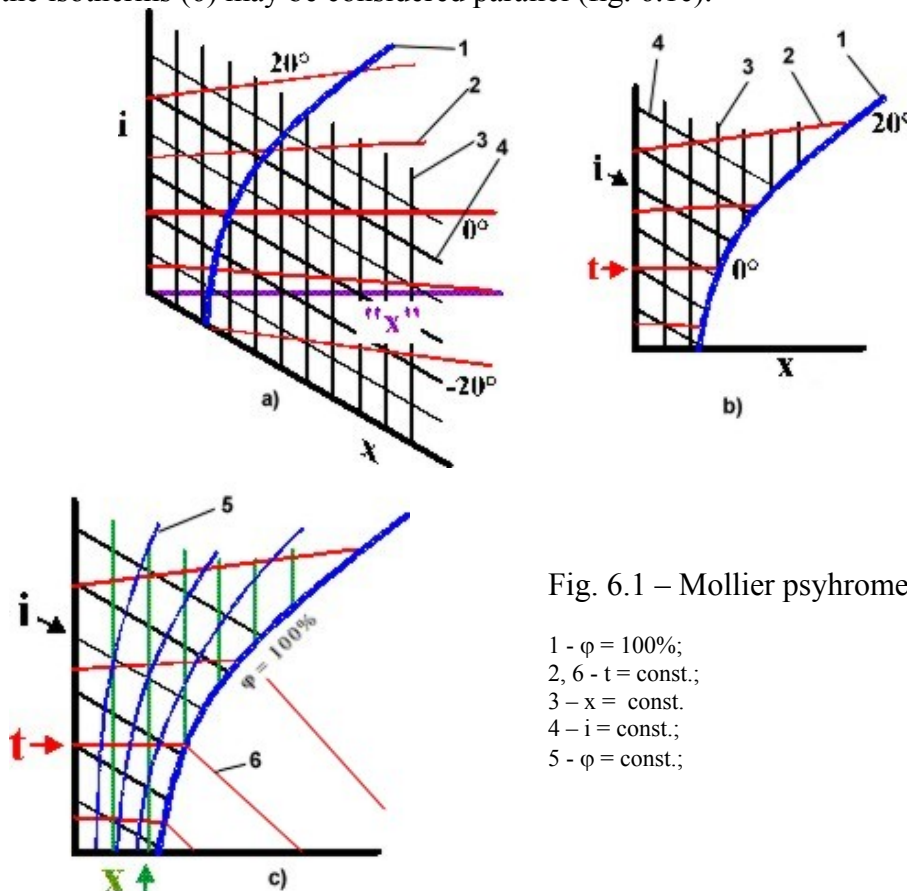 the isotherms (6) may be considered parallel (fig. 6.1c).
1
20°
2
i
3
4
0°
"x"
-20°
a)
x
4
3
2
1
20°
i
t
0°
x
b)
5
i
φ = 100%
t
6
X
c)
Fig. 6.1 – Mollier psyhrome
1 - φ = 100%;
2, 6 - t = const.;
3 – x = const.
4 – i = const.;
5 - φ = const.;